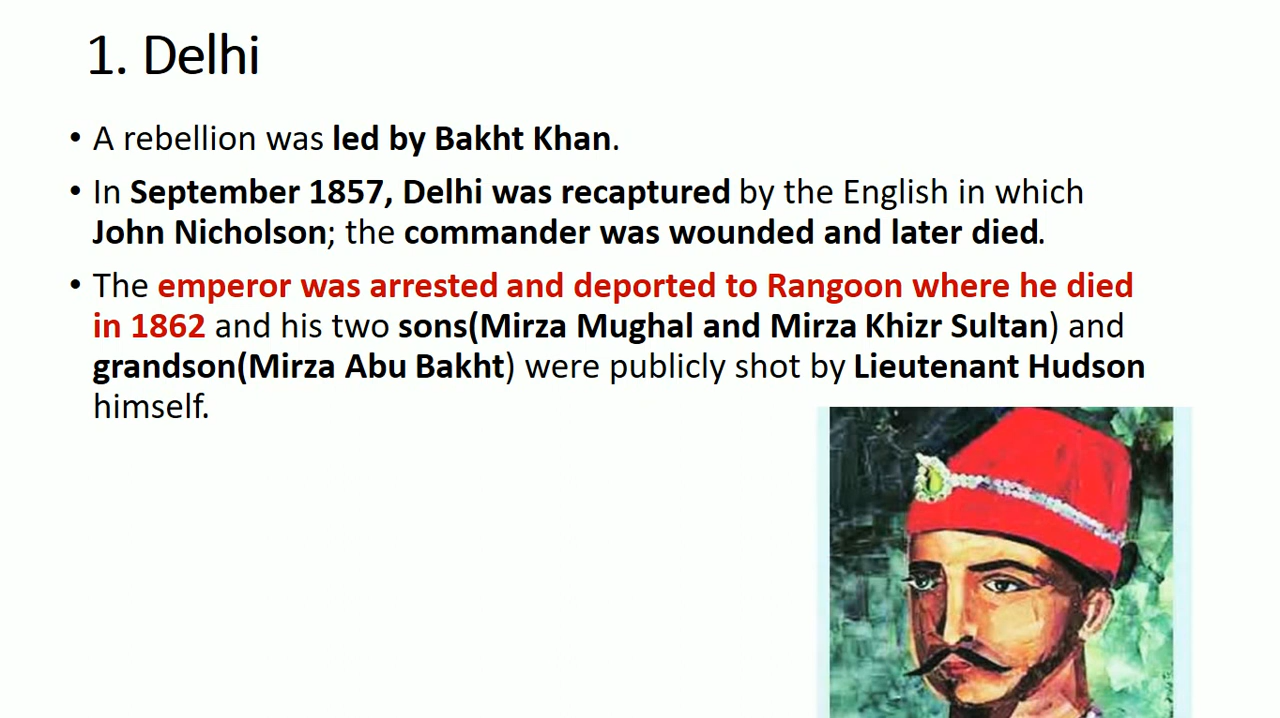 1. Delhi
• A rebellion was led by Bakht Khan.
• In September 1857, Delhi was recaptured by the English in which
John Nicholson; the commander was wounded and later died.
• The emperor was arrested and deported to Rangoon where he died
in 1862 and his two sons(Mirza Mughal and Mirza Khizr Sultan) and
grandson(Mirza Abu Bakht) were publicly shot by Lieutenant Hudson
himself.